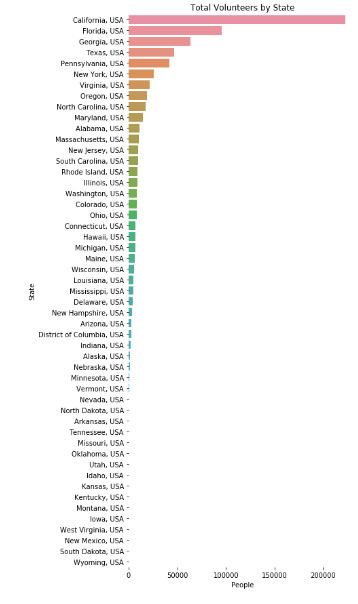 Total Volunteers by State
State
California, USA
Florida, USA
Georgia, USA
Texas, USA
Pennsylvania, USA
New York, USA
Virginia, USA
Oregon, USA
North Carolina, USA
Maryland, USA
Alabama, USA
Massachusetts, USA
New Jersey, USA
South Carolina, USA
Rhode Island, USA
Illinois, USA
Washington, USA
Colorado, USA
Ohio, USA
Connecticut, USA
Hawaii, USA
Michigan, USA
Maine, USA
Wisconsin, USA
Louisiana, USA
Mississippi, USA
Delaware, USA
New Hampshire, USA
Arizona, USA
District of Columbia, USA
Indiana, USA
Alaska, USA
Nebraska, USA
Minnesota, USA
Vermont, USA
Nevada, USA
North Dakota, USA
Arkansas, USA
Tennessee, USA
Missouri, USA
Oklahoma, USA
Utah, USA
Idaho, USA
Kansas, USA
Kentucky, USA
Montana, USA
Iowa, USA
West Virginia, USA
New Mexico, USA
South Dakota, USA
Wyoming, USA
0 50000 100000 150000 200000
People